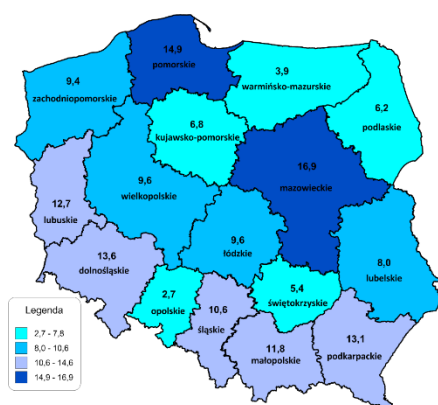 14,9
pomorskie
3,9
warmińsko-mazurskie
9,4
zachodniopomorskie
6,2
podlaskie
6,8
kujawsko-pomorskie
16,9
mazowieckie
9,6
wielkopolskie
12,7
lubuskie
9,6
łódzkie
13,6
dolnośląskie
8,0
lubelskie
2,7
opolskie
5,4
świętokrzyskie
10,6
śląskie
11,8
małopolskie
13,1
podkarpackie
Legenda
2,7 - 7,8
8,0 - 10,6
10,6 - 14,6
14,9 - 16,9